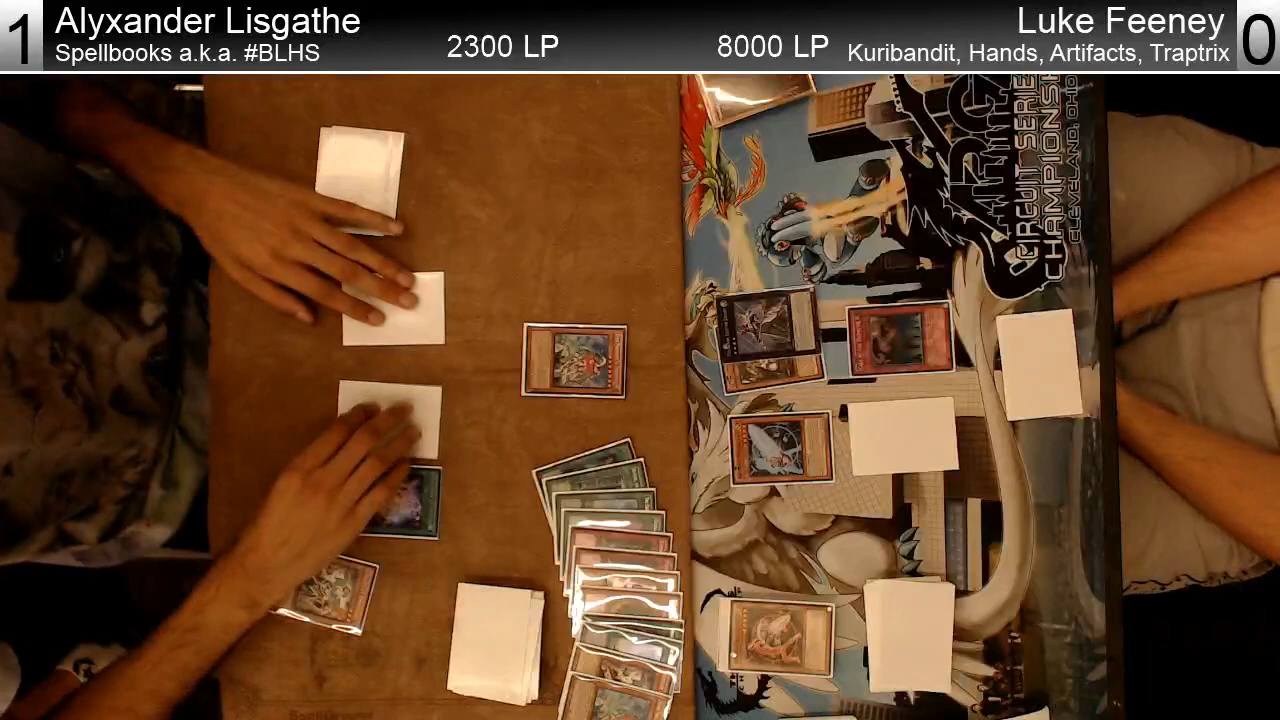 1
Alyxander Lisgathe
Spellbooks a.k.a. #BLHS
2300 LP
8000 LP
Luke Feeney
Kuribandit, Hands, Artifacts, Traptrix
0
ARG
CIRCUIT SERIES
CHAMPIONSHIP
CLEVELAND, OHIO